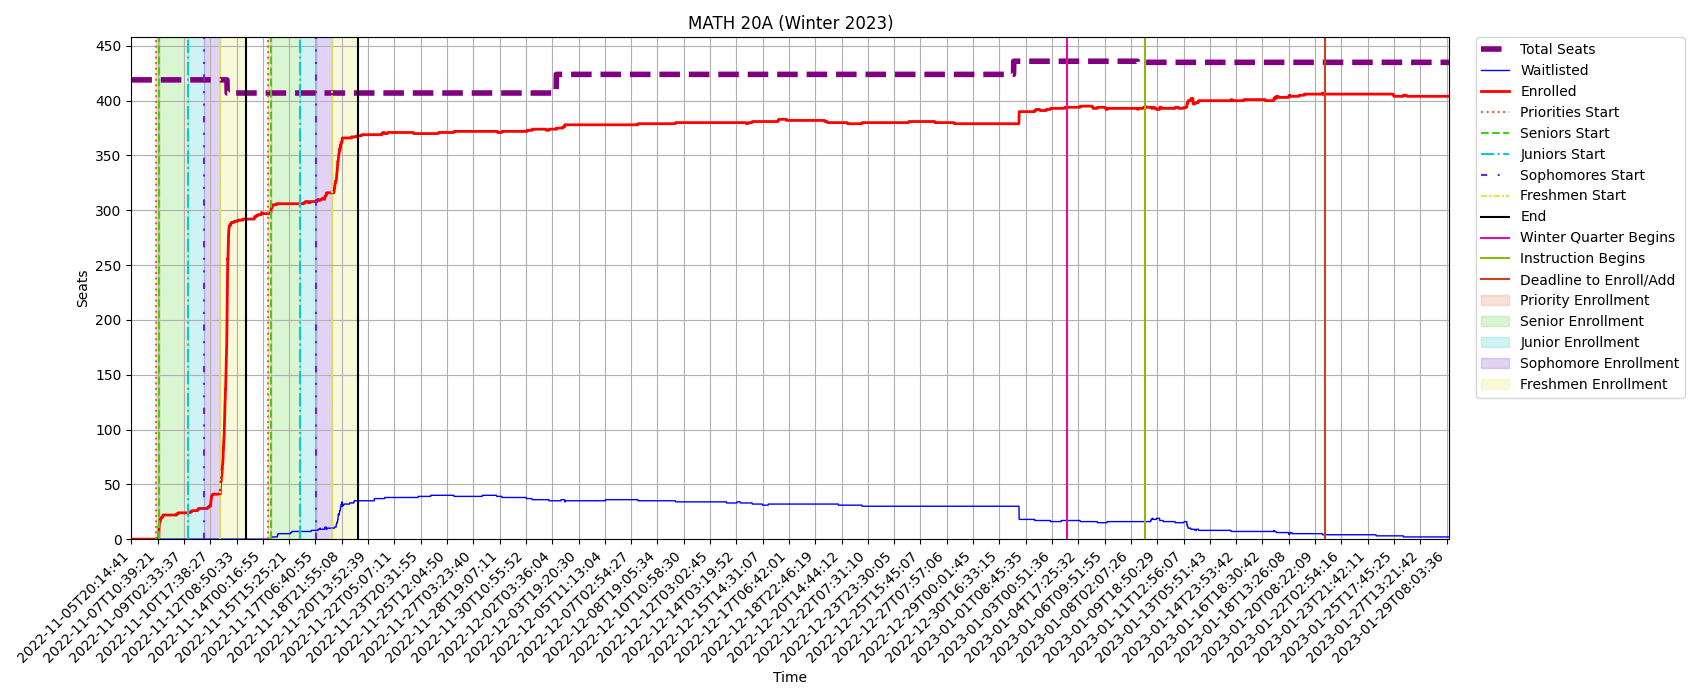 MATH 20A (Winter 2023)
Seats
450
400
350
300
250
200
150
100
50
0
2022-11-05T20:14:41
2022-11-07T10:39:21
2022-11-09T02:33:37
2022-11-10T17:38:27
2022-11-12T08:50:33
2022-11-14T00:16:55
2022-11-15T15:25:21
2022-11-17T06:40:55
2022-11-18T21:55:08
2022-11-20T13:52:39
2022-11-22T05:07:11
2022-11-23T20:31:55
2022-11-25T12:04:50
2022-11-28T19:07:11
2022-11-30T10:55:52
2022-12-02T03:36:04
2022-12-03T19:20:30
2022-12-05T11:13:04
2022-12-07T02:54:27
2022-12-08T19:05:34
2022-12-10T10:58:30
2022-12-12T03:02:45
2022-12-14T03:19:52
2022-12-15T14:31:07
2022-12-17T06:42:01
2022-12-18T22:46:19
2022-12-20T14:44:12
2022-12-22T07:31:10
2022-12-23T23:30:05
2022-12-25T15:45:07
2022-12-27T07:57:06
2022-12-29T00:01:45
2022-12-30T16:33:15
2023-01-01T08:45:35
2023-01-03T00:51:36
2023-01-04T17:25:32
2023-01-06T09:51:55
2023-01-08T02:07:26
2023-01-09T18:50:29
2023-01-11T12:56:07
2023-01-13T05:51:43
2023-01-14T23:53:42
2023-01-16T18:30:42
2023-01-18T13:26:08
2023-01-20T08:22:09
2023-01-22T02:54:16
2023-01-23T21:42:11
2023-01-25T17:45:25
2023-01-27T13:21:42
2023-01-29T08:03:36
Time
Total Seats
Waitlisted
Enrolled
Priorities Start
Seniors Start
Juniors Start
Sophomores Start
Freshmen Start
End
Winter Quarter Begins
Instruction Begins
Deadline to Enroll/Add
Priority Enrollment
Senior Enrollment
Junior Enrollment
Sophomore Enrollment
Freshmen Enrollment